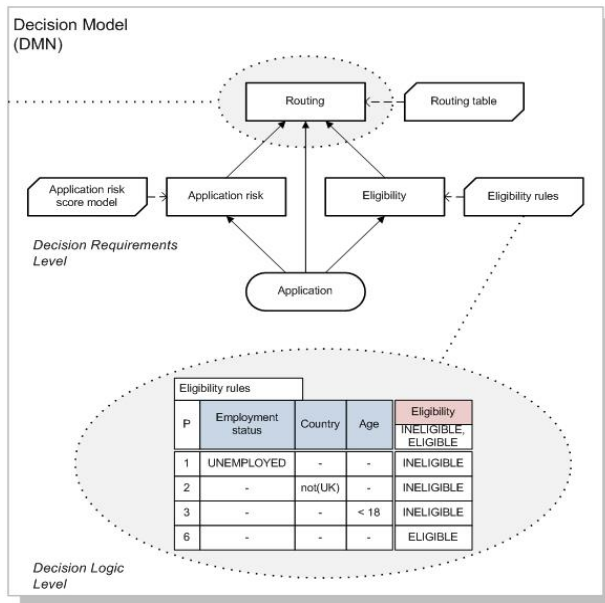 Decision Model
(DMN)
Routing
Routing table
Application risk
score model
Application risk
Eligibility
Eligibility rules
Decision Requirements
Level
Application
Eligibility rules
P
Employment
status
Country
Age
Eligibility
INELIGIBLE,
ELIGIBLE
1 UNEMPLOYED - - INELIGIBLE
2 - not(UK) - INELIGIBLE
3 - - < 18 INELIGIBLE
6 - - - ELIGIBLE
Decision Logic
Level